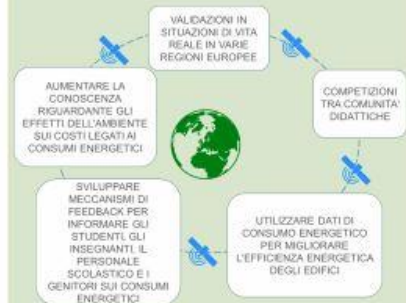 VALIDAZIONI IN
SITUAZIONI DI VITA
REALE IN VARIE
REGIONI EUROPEE
AUMENTARE LA
CONOSCENZA
RIGUARDANTE GLI
EFFETTI DELL'AMBIENTE
SUI COSTI LEGATI AI
CONSUMI ENERGETICI
COMPETIZIONI
TRA COMUNITA'
DIDATTICHE
SVILUPPARE
MECCANISMI DI
FEEDBACK PER
INFORMARE GLI
STUDENTI, GLI
INSEGNANTI, IL
PERSONALE
SCOLASTICO E I
GENITORI SUI CONSUMI
ENERGETICI
UTILIZZARE DATI DI
CONSUMO ENERGETICO
PER MIGLIORARE
L'EFFICIENZA ENERGETICA
DEGLI EDIFICI